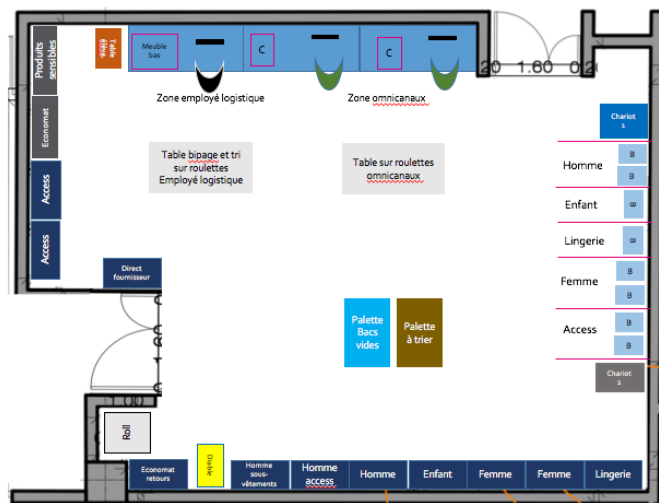 Produits
sensibles
Table
Meuble
bas
C
C
20 1.60 0.2
Zone employé logistique
Zone omnicanaux
Economat
Access
Access
Table bipage et tri
sur roulettes
Employé logistique
Table sur roulettes
omnicanaux
Chariot
1
Homme
B
B
Enfant
B
Lingerie
B
Femme
B
B
Access
B
B
Chariot
2
Direct
fournisseur
Palette
Bacs
vides
Palette
à trier
1.00
Roll
Economat
retours
Diable
Homme
sous-
vêtements
Homme
access
Homme
Enfant
Femme
Femme
Lingerie